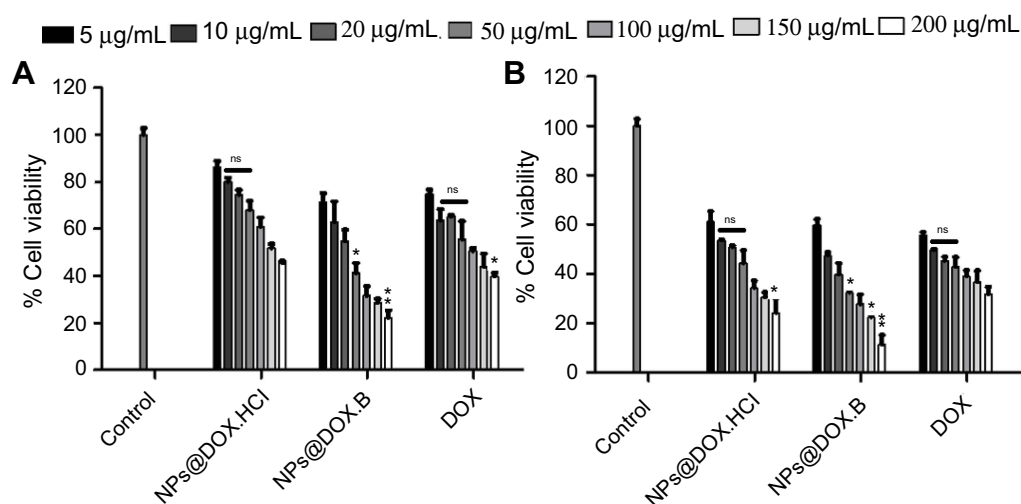 5 µg/mL 10 µg/mL 20 µg/mL. 50 µg/mL 100 µg/mL 150 µg/mL 200 µg/mL
A
% Cell viability
120
100
80
60
40
20
0
ns
*
**
ns
*
Control
NPs@DOX.HCl
NPs@DOX.B
DOX
B
% Cell viability
120
100
80
60
40
20
0
ns
*
*
*
**
ns
Control
NPs@DOX.HCl
NPs@DOX.B
DOX